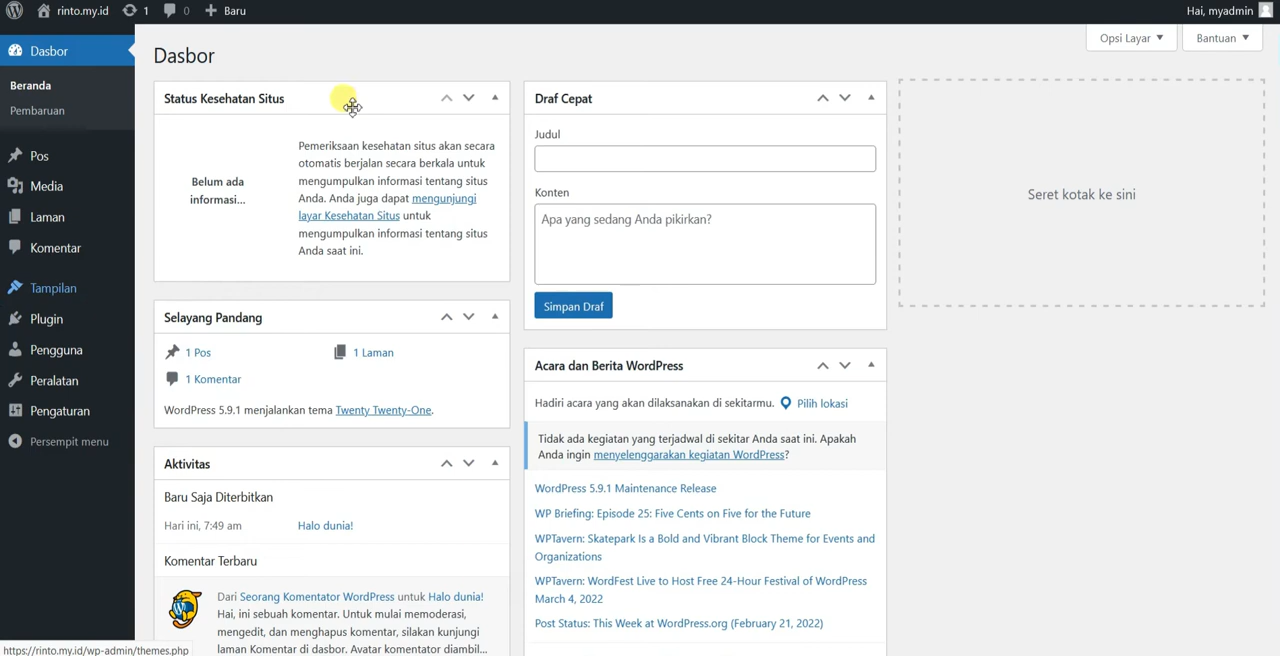 rinto.my.id
1
0
Baru
Hai, myadmin
Dasbor
Beranda
Pembaruan
Pos
Media
Laman
Komentar
Tampilan
Plugin
Pengguna
Peralatan
Pengaturan
Persempit menu
Opsi Layar
Bantuan
Dasbor
Status Kesehatan Situs
Belum ada
informasi...
Pemeriksaan kesehatan situs akan secara
otomatis berjalan secara berkala untuk
mengumpulkan informasi tentang situs
Anda. Anda juga dapat mengunjungi
layar Kesehatan Situs untuk
mengumpulkan informasi tentang situs
Anda saat ini.
Selayang Pandang
1 Pos
1 Laman
1 Komentar
WordPress 5.9.1 menjalankan tema Twenty Twenty-One.
Aktivitas
Baru Saja Diterbitkan
Hari ini, 7:49 am
Halo dunia!
Komentar Terbaru
Dari Seorang Komentator WordPress untuk Halo dunia!
Hai, ini sebuah komentar. Untuk mulai memoderasi,
mengedit, dan menghapus komentar, silakan kunjungi
laman Komentar di dasbor. Avatar komentator diambil...
Draf Cepat
Judul
Konten
Apa yang sedang Anda pikirkan?
Simpan Draf
Acara dan Berita WordPress
Hadiri acara yang akan dilaksanakan di sekitarmu. Pilih lokasi
Tidak ada kegiatan yang terjadwal di sekitar Anda saat ini. Apakah
Anda ingin menyelenggarakan kegiatan WordPress?
WordPress 5.9.1 Maintenance Release
WP Briefing: Episode 25: Five Cents on Five for the Future
WPTavern: Skatepark Is a Bold and Vibrant Block Theme for Events and
Organizations
WPTavern: WordFest Live to Host Free 24-Hour Festival of WordPress
March 4, 2022
Post Status: This Week at WordPress.org (February 21, 2022)
Seret kotak ke sini
https://rinto.my.id/wp-admin/themes.php